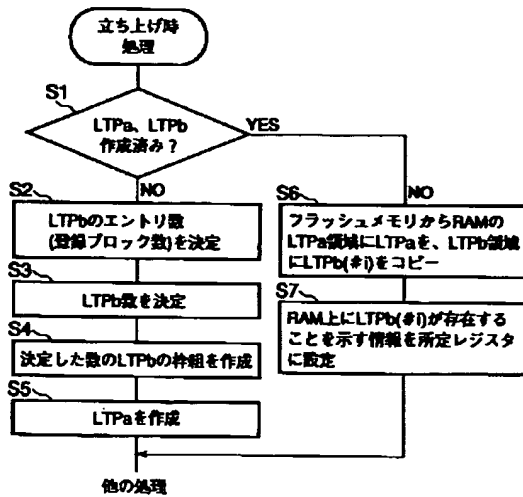 立ち上げ時
処理
S1
LTPa、LTPb
作成済み？
YES
NO
S2
LTPbのエントリ数
(登録ブロック数)を決定
S3
LTPb数を決定
S4
決定した数のLTPbの枠組を作成
S5
LTPaを作成
他の処理
NO
S6
フラッシュメモリからRAMの
LTPa領域にLTPaを、LTPb領域
にLTPb(#i)をコピー
S7
RAM上にLTPb(#i)が存在する
ことを示す情報を所定レジスタ
に設定